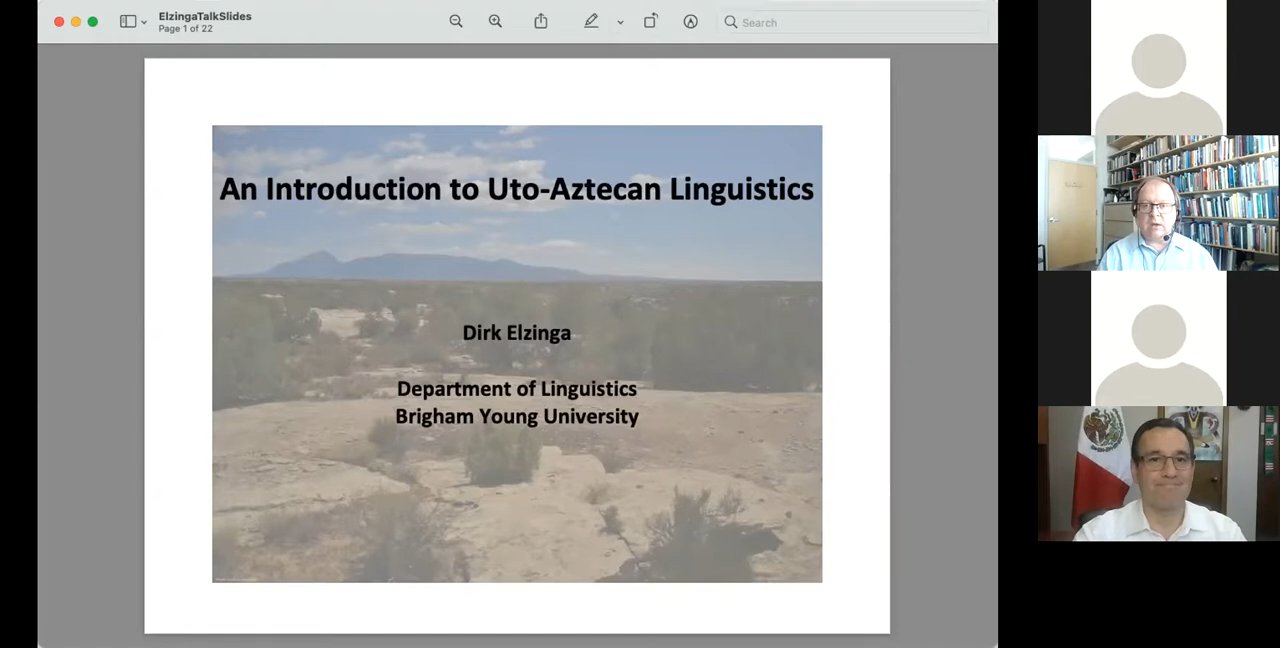 ElzingaTalkSlides
Page 1 of 22
Search
An Introduction to Uto-Aztecan Linguistics
Dirk Elzinga
Department of Linguistics
Brigham Young University